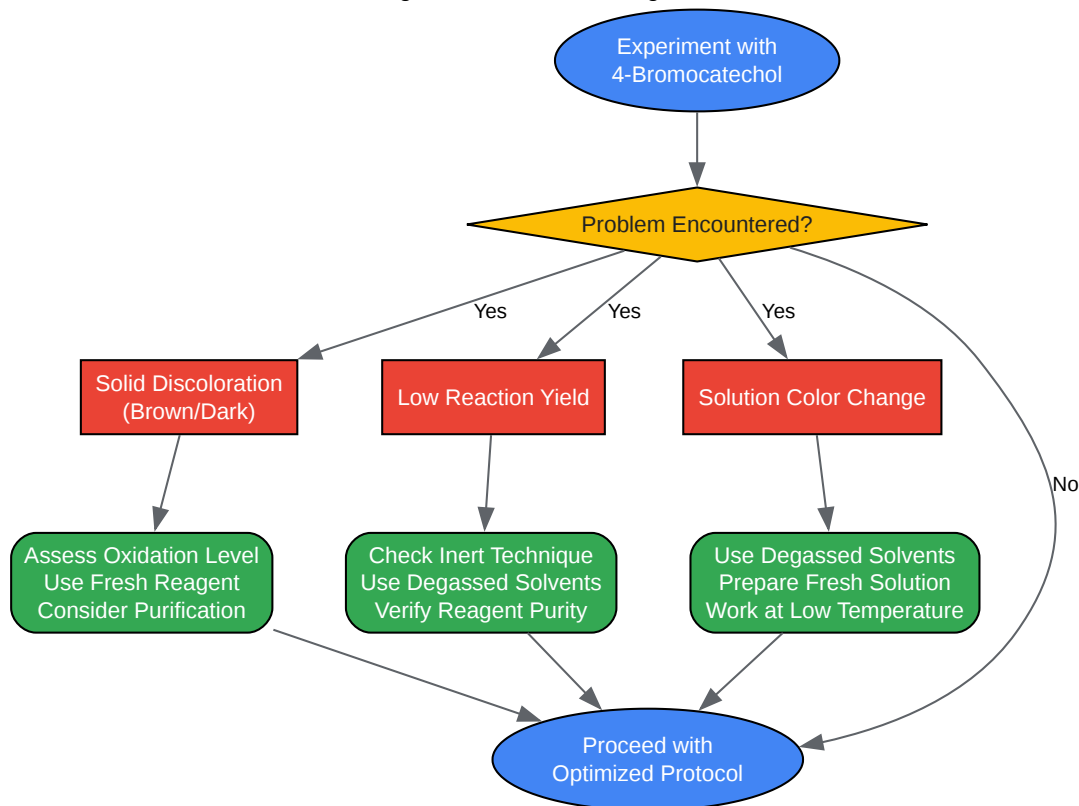 Experiment with
4-Bromocatechol
Problem Encountered?
Yes
Yes
Yes
Solid Discoloration
(Brown/Dark)
Low Reaction Yield
Solution Color Change
No
Assess Oxidation Level
Use Fresh Reagent
Consider Purification
Check Inert Technique
Use Degassed Solvents
Verify Reagent Purity
Use Degassed Solvents
Prepare Fresh Solution
Work at Low Temperature
Proceed with
Optimized Protocol